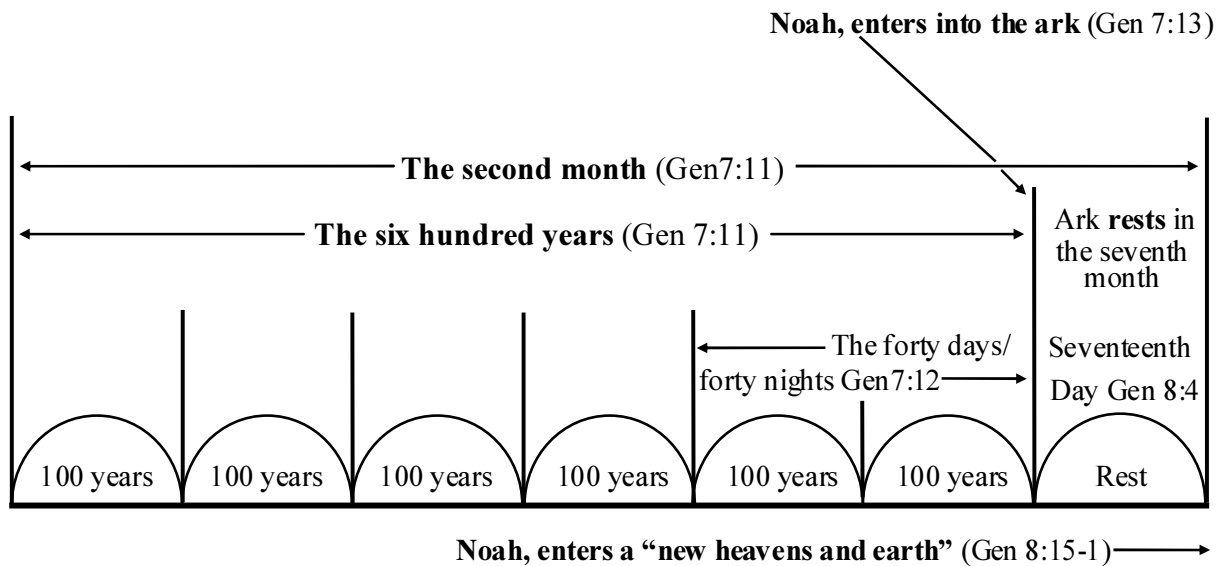 Noah, enters into the ark (Gen 7:13)
The second month (Gen7:11)
The six hundred years (Gen 7:11)
Ark rests in
the seventh
month
The forty days/
forty nights Gen7:12
Seventeenth
Day Gen 8:4
100 years
100 years
100 years
100 years
100 years
100 years
Rest
Noah, enters a “new heavens and earth” (Gen 8:15-1)